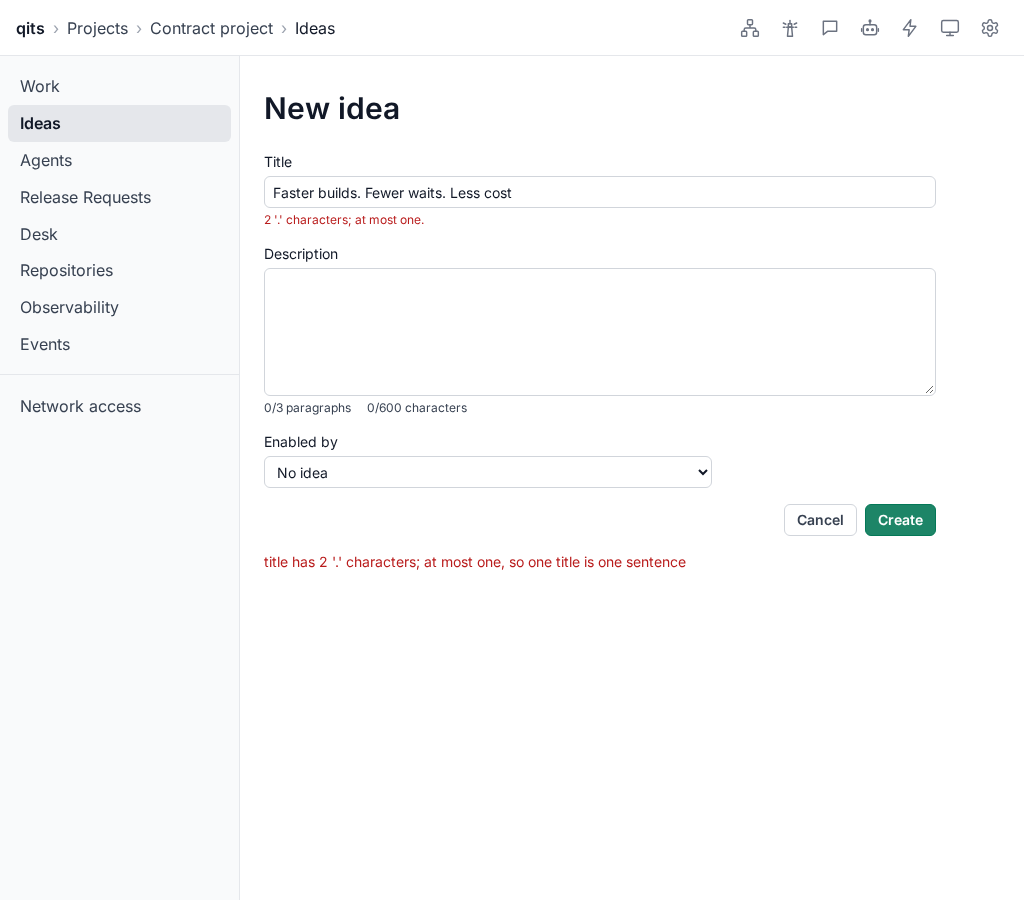 qits › Projects › Contract project › Ideas
Work
Ideas
Agents
Release Requests
Desk
Repositories
Observability
Events
Network access
New idea
Title
Faster builds. Fewer waits. Less cost
2 '.' characters; at most one.
Description
0/3 paragraphs 0/600 characters
Enabled by
No idea
Cancel Create
title has 2 '.' characters; at most one, so one title is one sentence